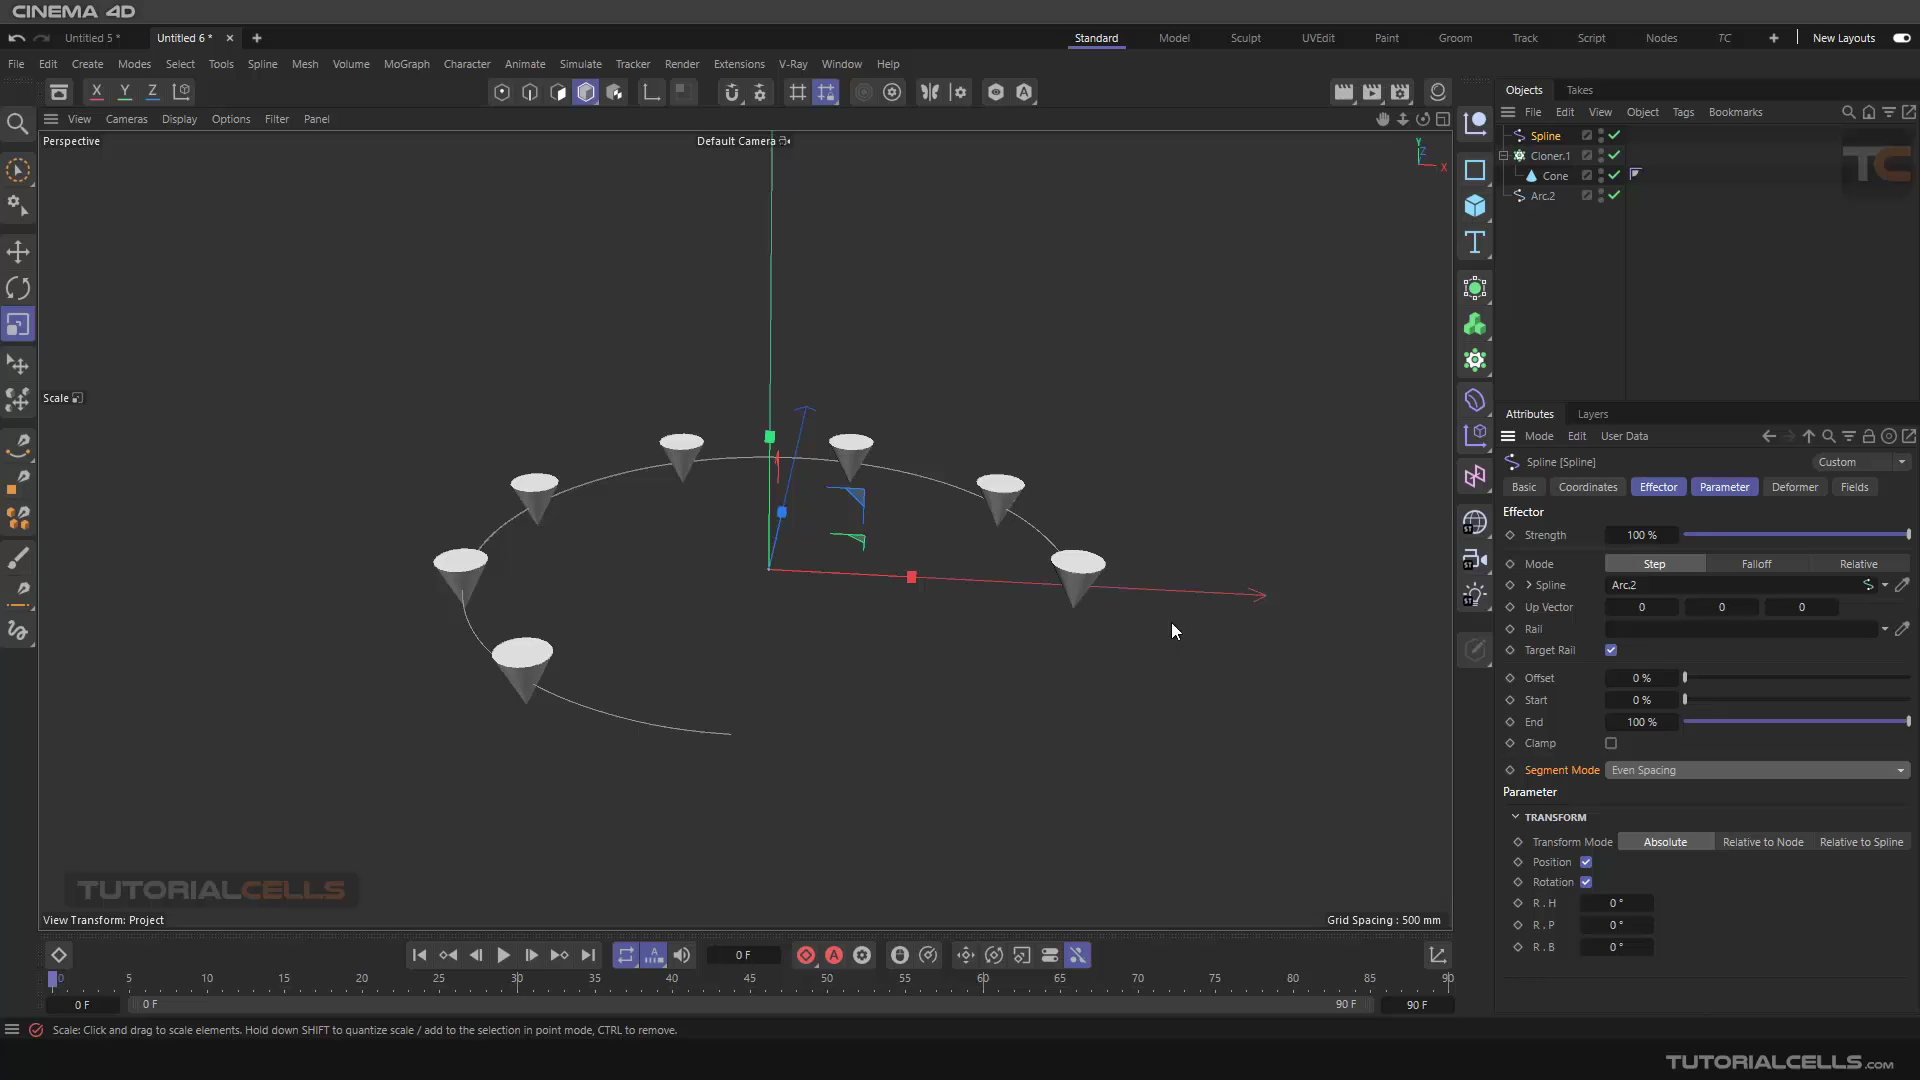 CINEMA 4D
Untitled 5 *
Untitled 6 *
Standard
Model
Sculpt
UVEdit
Paint
Groom
Track
Script
Nodes
TC
New Layouts
File
Edit
Create
Modes
Select
Tools
Spline
Mesh
Volume
MoGraph
Character
Animate
Simulate
Tracker
Render
Extensions
V-Ray
Window
Help
X
Y
Z
Objects
Takes
View
Cameras
Display
Options
Filter
Panel
File
Edit
View
Object
Tags
Bookmarks
Perspective
Default Camera
Y
Z
X
Spline
Cloner.1
Cone
Arc.2
TC
Scale
Attributes
Layers
Mode
Edit
User Data
Spline [Spline]
Custom
Basic
Coordinates
Effector
Parameter
Deformer
Fields
Effector
Strength
100 %
Mode
Step
Falloff
Relative
Spline
Arc.2
Up Vector
0
0
0
Rail
Target Rail
Offset
0 %
Start
0 %
End
100 %
Clamp
Segment Mode
Even Spacing
Parameter
TRANSFORM
Transform Mode
Absolute
Relative to Node
Relative to Spline
Position
Rotation
R . H
0 °
R . P
0 °
R . B
0 °
ST
ST
ST
TUTORIALCELLS
View Transform: Project
Grid Spacing : 500 mm
0 F
0 5 10 15 20 25 30 35 40 45 50 55 60 65 70 75 80 85 90
0 F
0 F
90 F
90 F
Scale: Click and drag to scale elements. Hold down SHIFT to quantize scale / add to the selection in point mode, CTRL to remove.
TUTORIALCELLS.com